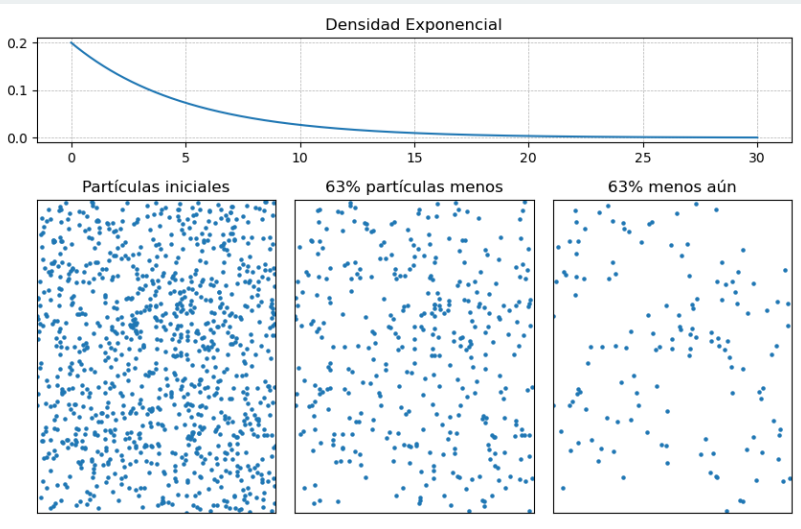 Densidad Exponencial
0.2
0.1
0.0
0 5 10 15 20 25 30
Partículas iniciales
63% partículas menos
63% menos aún